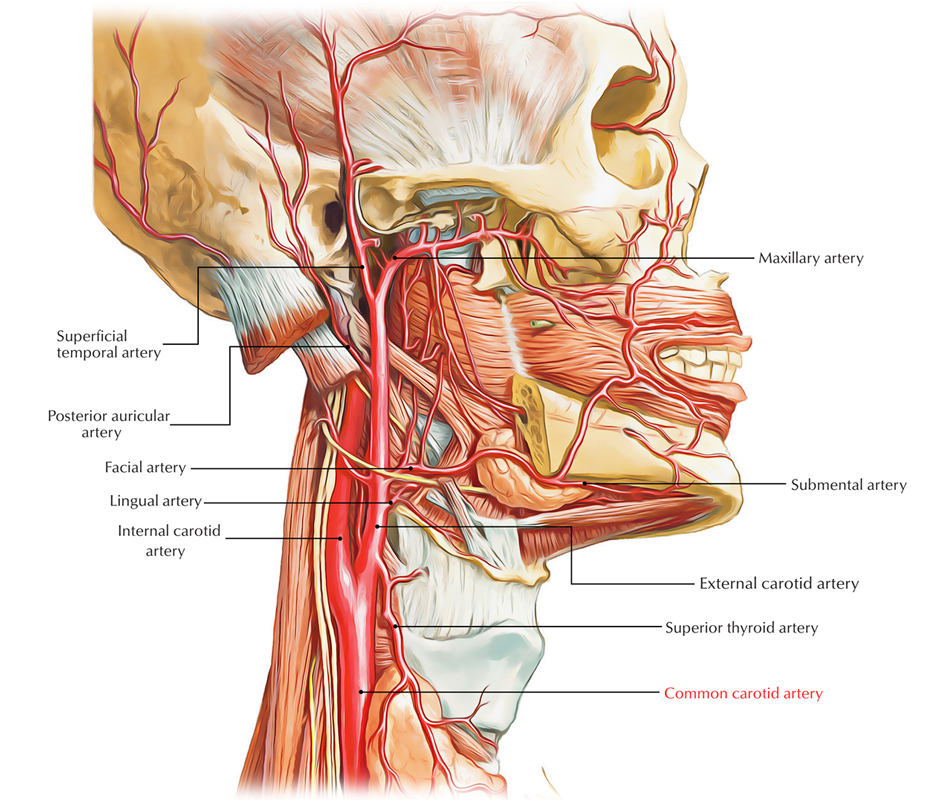 Maxillary artery
Superficial
temporal artery
Posterior auricular
artery
Facial artery
Submental artery
Lingual artery
Internal carotid
artery
External carotid artery
Superior thyroid artery
Common carotid artery